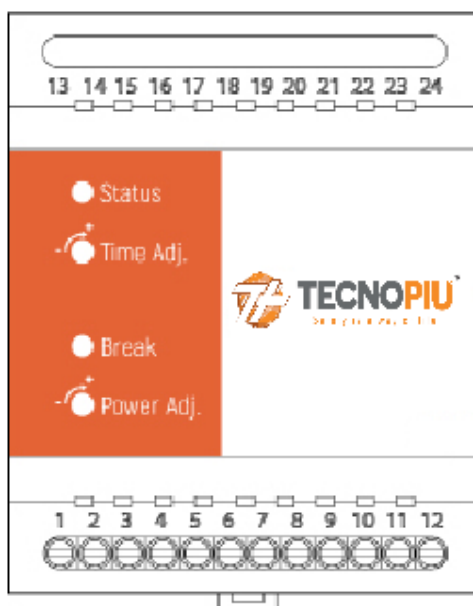 13 14 15 16 17 18 19 20 21 22 23 24
Status
- + Time Adj.
TECNOPIU
Break
- + Power Adj.
1 2 3 4 5 6 7 8 9 10 11 12